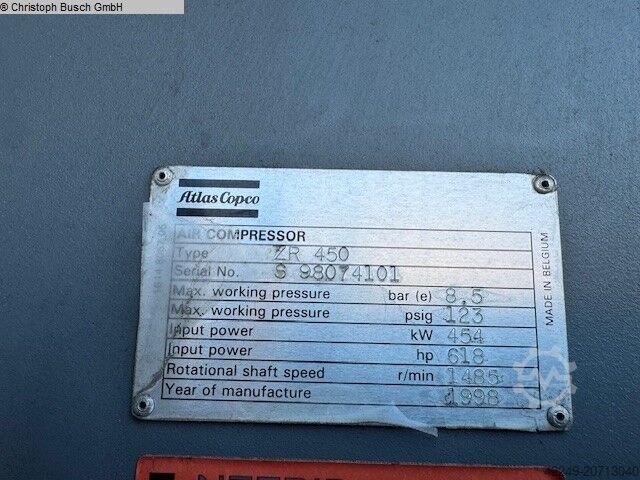 © Christoph Busch GmbH
Atlas Copco
AIR COMPRESSOR
Type ZR 450
Serial No. S 98074101
Max. working pressure bar (e) 8,5
Max. working pressure psig 123
Input power kW 454
Input power hp 618
Rotational shaft speed r/min 1485
Year of manufacture 1998
MADE IN BELGIUM